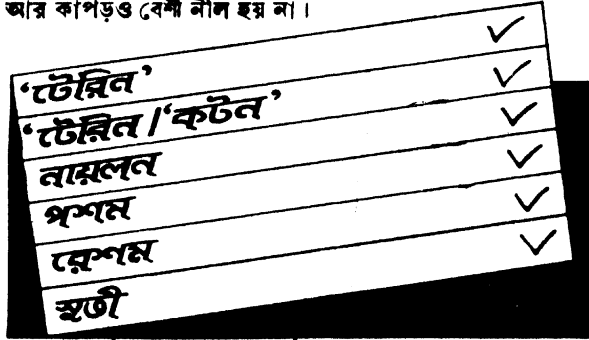 আর কাপড়ও বেশী নীল হয় না।
‘টেরিন’
‘টেরিন/‘কটন’
নায়লন
পশম
রেশম
সূতী